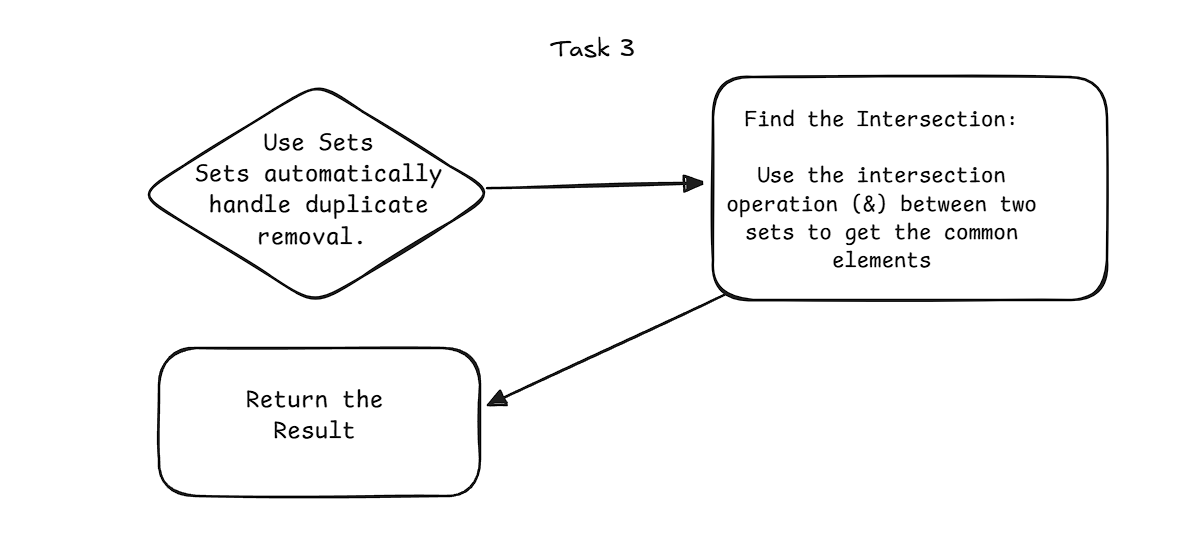 Task 3
Use Sets
Sets automatically
handle duplicate
removal.
Find the Intersection:
Use the intersection
operation (&) between two
sets to get the common
elements
Return the
Result